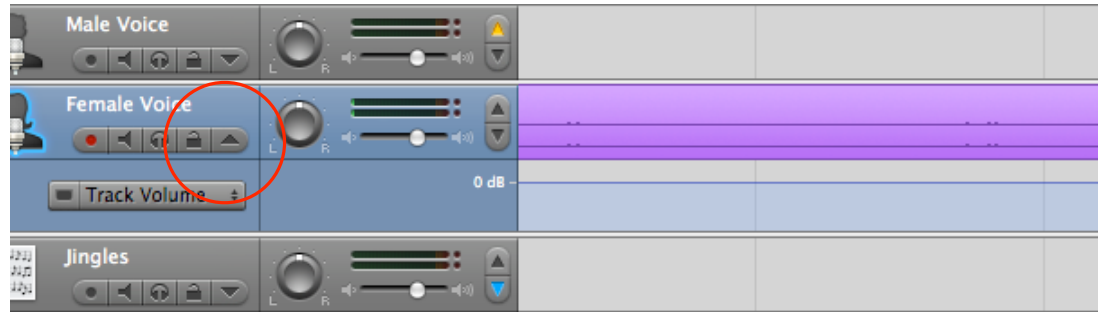 Male Voice
L R
Female Voice
L R
Track Volume
0 dB
Jingles
L R